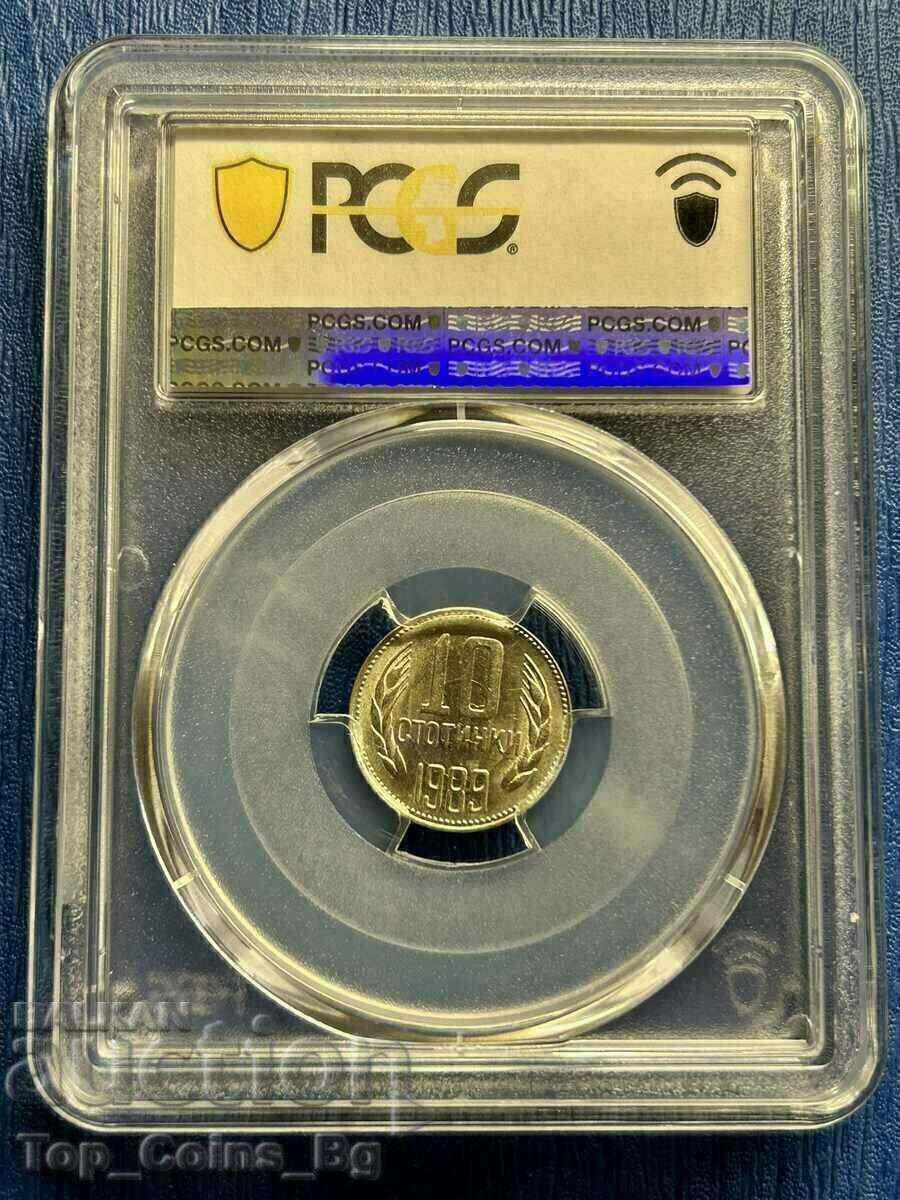 PCGS®
PCGS.COM PCGS.COM
PCGS.COM PCGS.COM
10
СТОТИНКИ
1989
BALKAN
auction
Top_Coins_Bg